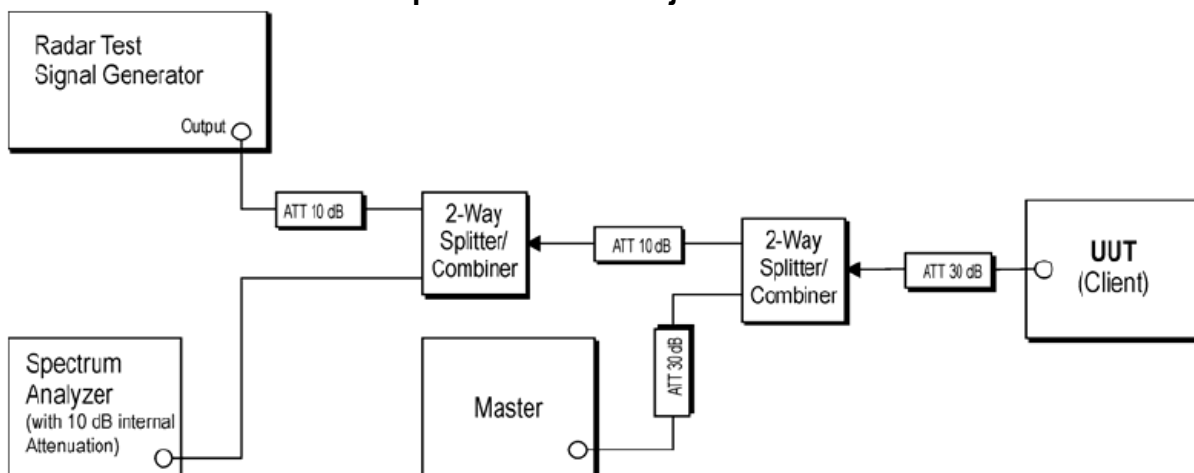 Radar Test
Signal Generator
Output
ATT 10 dB
2-Way
Splitter/
Combiner
ATT 10 dB
2-Way
Splitter/
Combiner
ATT 30 dB
UUT
(Client)
Spectrum
Analyzer
(with 10 dB internal
Attenuation)
Master
ATT 30 dB